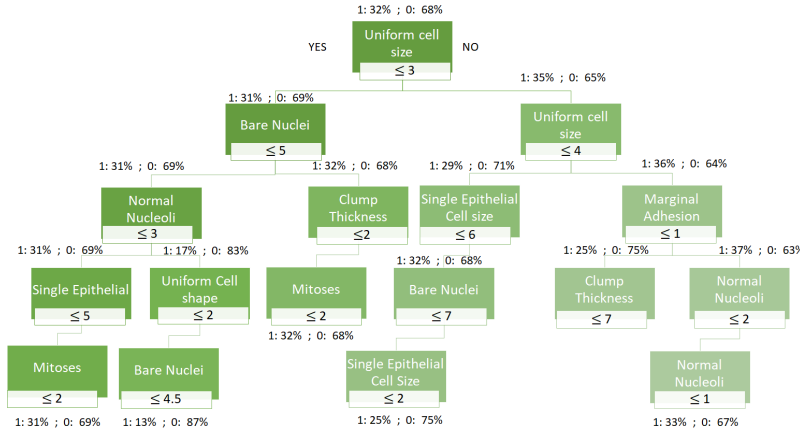 1: 32% ; 0: 68%
Uniform cell
size
≤ 3
YES
NO
1: 31% ; 0: 69%
1: 35% ; 0: 65%
Bare Nuclei
≤ 5
Uniform cell
size
≤ 4
1: 31% ; 0: 69%
1: 32% ; 0: 68%
1: 29% ; 0: 71%
1: 36% ; 0: 64%
Normal
Nucleoli
≤ 3
Clump
Thickness
≤2
Single Epithelial
Cell size
≤ 6
Marginal
Adhesion
≤ 1
1: 31% ; 0: 69%
1: 17% ; 0: 83%
1: 32% ; 0: 68%
1: 25% ; 0: 75%
1: 37% ; 0: 63%
Single Epithelial
≤ 5
Uniform Cell
shape
≤ 2
Mitoses
≤ 2
Bare Nuclei
≤ 7
Clump
Thickness
≤ 7
Normal
Nucleoli
≤ 2
1: 32% ; 0: 68%
Mitoses
≤ 2
Bare Nuclei
≤ 4.5
Single Epithelial
Cell Size
≤ 2
Normal
Nucleoli
≤ 1
1: 31% ; 0: 69%
1: 13% ; 0: 87%
1: 25% ; 0: 75%
1: 33% ; 0: 67%